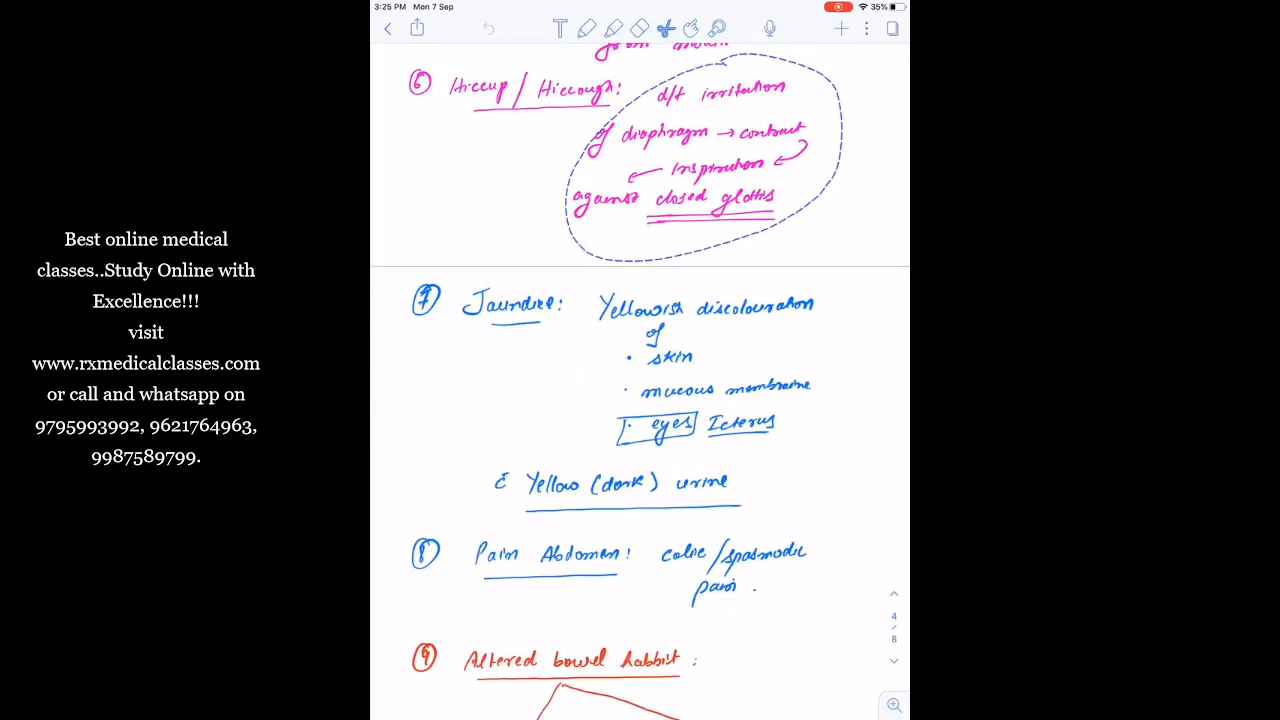 3:25 PM Mon 7 Sep
35%
T
⑥ Hiccup / Hiccough: d/t irritation
of diaphragm → contract
← Inspiration ←
against closed glottis
⑦ Jaundice: Yellowish discolouration
of
• skin
• mucous membrane
• eyes Icterus
c̄ Yellow (dark) urine
⑧ Pain Abdomen: colic/spasmodic
pain.
⑨ Altered bowel habbit:
4
/
8
Best online medical
classes..Study Online with
Excellence!!!
visit
www.rxmedicalclasses.com
or call and whatsapp on
9795993992, 9621764963,
9987589799.